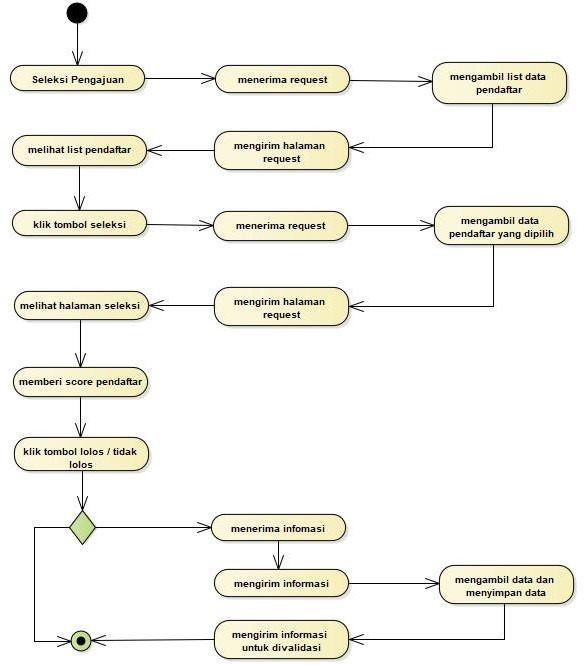 Seleksi Pengajuan
menerima request
mengambil list data
pendaftar
mengirim halaman
request
melihat list pendaftar
klik tombol seleksi
menerima request
mengambil data
pendaftar yang dipilih
mengirim halaman
request
melihat halaman seleksi
memberi score pendaftar
klik tombol lolos / tidak
lolos
menerima infomasi
mengirim informasi
mengambil data dan
menyimpan data
mengirim informasi
untuk divalidasi